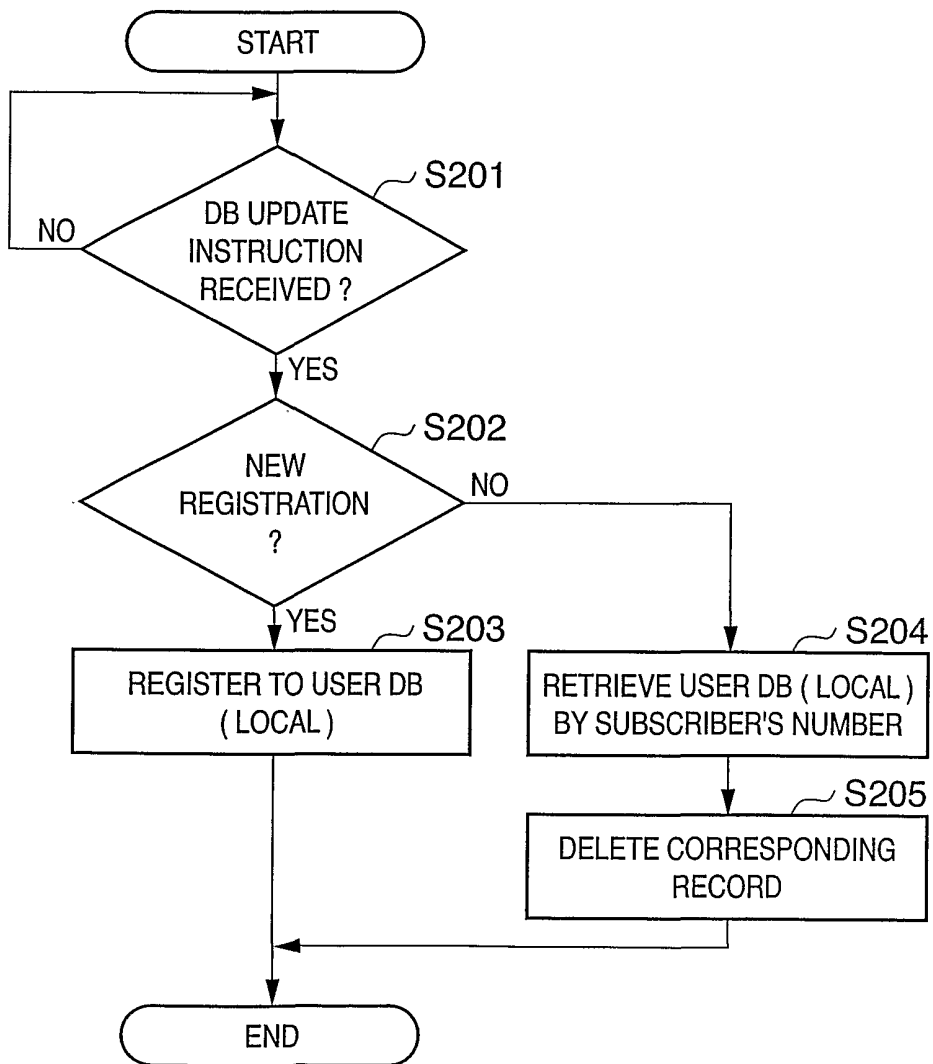 START
S201
DB UPDATE
INSTRUCTION
RECEIVED ?
NO
YES
S202
NEW
REGISTRATION
?
NO
YES
S203
REGISTER TO USER DB
( LOCAL )
S204
RETRIEVE USER DB ( LOCAL )
BY SUBSCRIBER'S NUMBER
S205
DELETE CORRESPONDING
RECORD
END